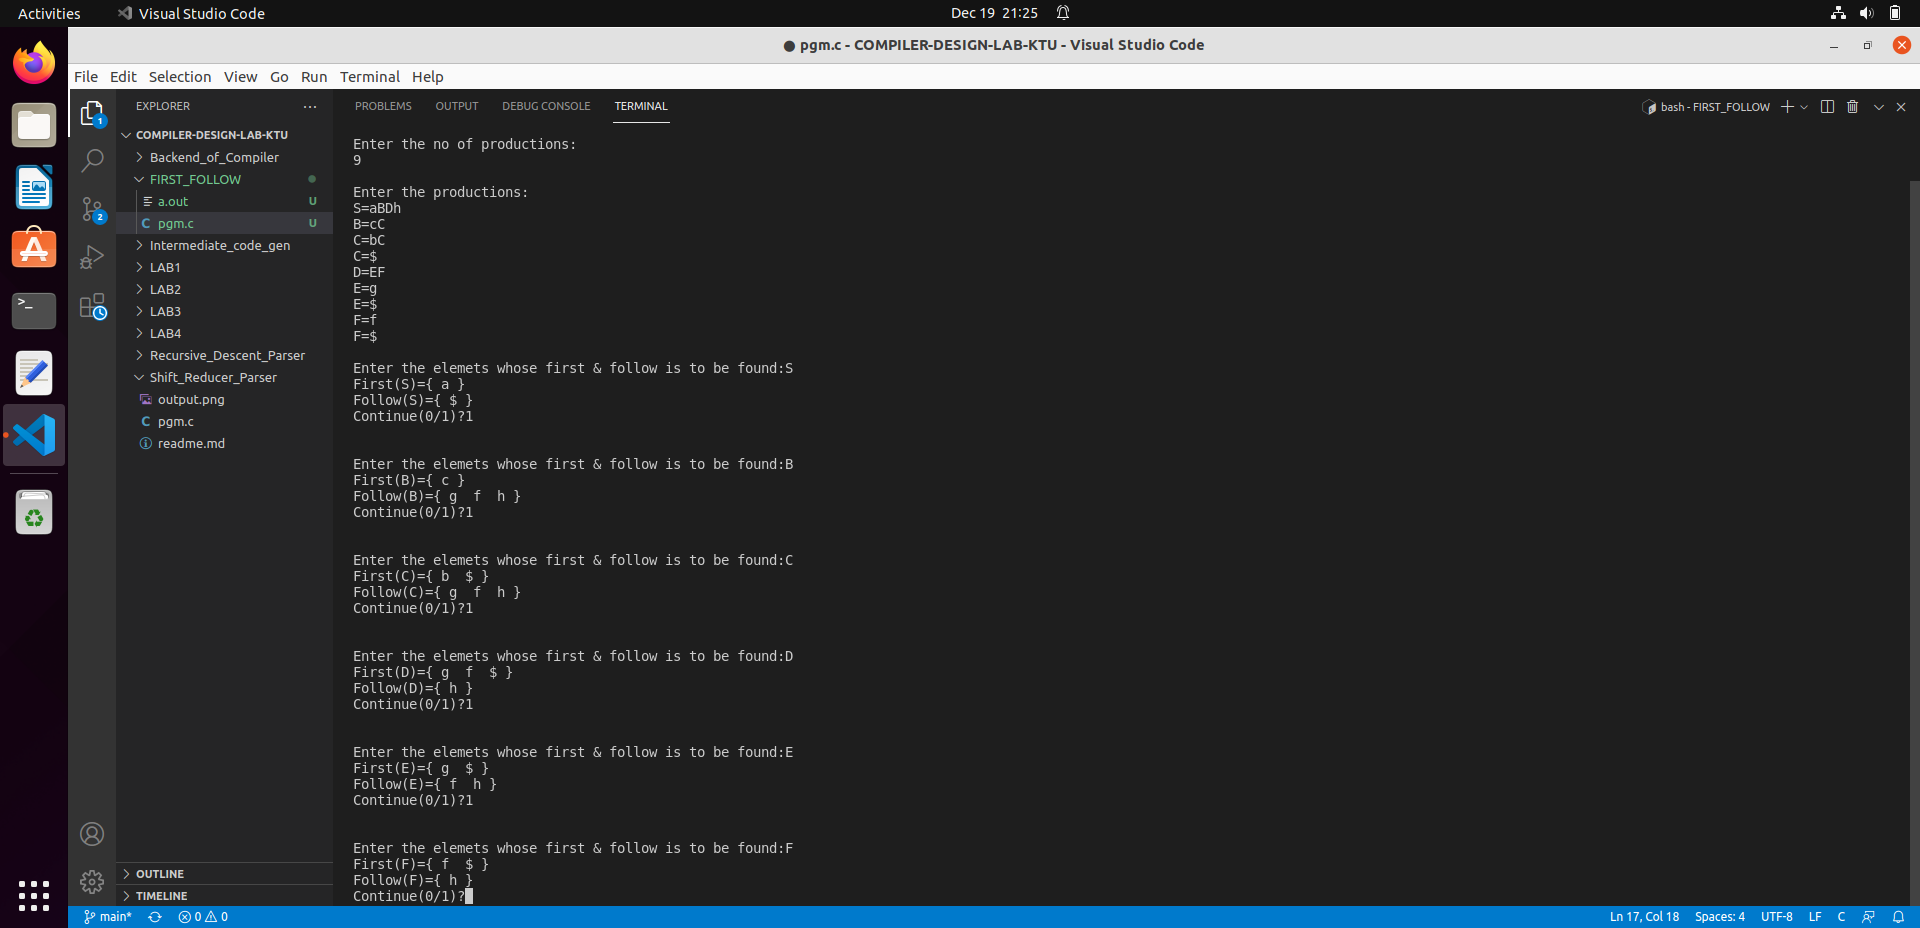 Activities
Visual Studio Code
Dec 19 21:25
● pgm.c - COMPILER-DESIGN-LAB-KTU - Visual Studio Code
File Edit Selection View Go Run Terminal Help
EXPLORER
COMPILER-DESIGN-LAB-KTU
Backend_of_Compiler
FIRST_FOLLOW
a.out U
pgm.c U
Intermediate_code_gen
LAB1
LAB2
LAB3
LAB4
Recursive_Descent_Parser
Shift_Reducer_Parser
output.png
pgm.c
readme.md
OUTLINE
TIMELINE
1
2
PROBLEMS OUTPUT DEBUG CONSOLE TERMINAL
bash - FIRST_FOLLOW
Enter the no of productions:
9
Enter the productions:
S=aBDh
B=cC
C=bC
C=$
D=EF
E=g
E=$
F=f
F=$
Enter the elemets whose first & follow is to be found:S
First(S)={ a }
Follow(S)={ $ }
Continue(0/1)?1
Enter the elemets whose first & follow is to be found:B
First(B)={ c }
Follow(B)={ g  f  h }
Continue(0/1)?1
Enter the elemets whose first & follow is to be found:C
First(C)={ b  $ }
Follow(C)={ g  f  h }
Continue(0/1)?1
Enter the elemets whose first & follow is to be found:D
First(D)={ g  f  $ }
Follow(D)={ h }
Continue(0/1)?1
Enter the elemets whose first & follow is to be found:E
First(E)={ g  $ }
Follow(E)={ f  h }
Continue(0/1)?1
Enter the elemets whose first & follow is to be found:F
First(F)={ f  $ }
Follow(F)={ h }
Continue(0/1)?
main* 0 0
Ln 17, Col 18 Spaces: 4 UTF-8 LF C